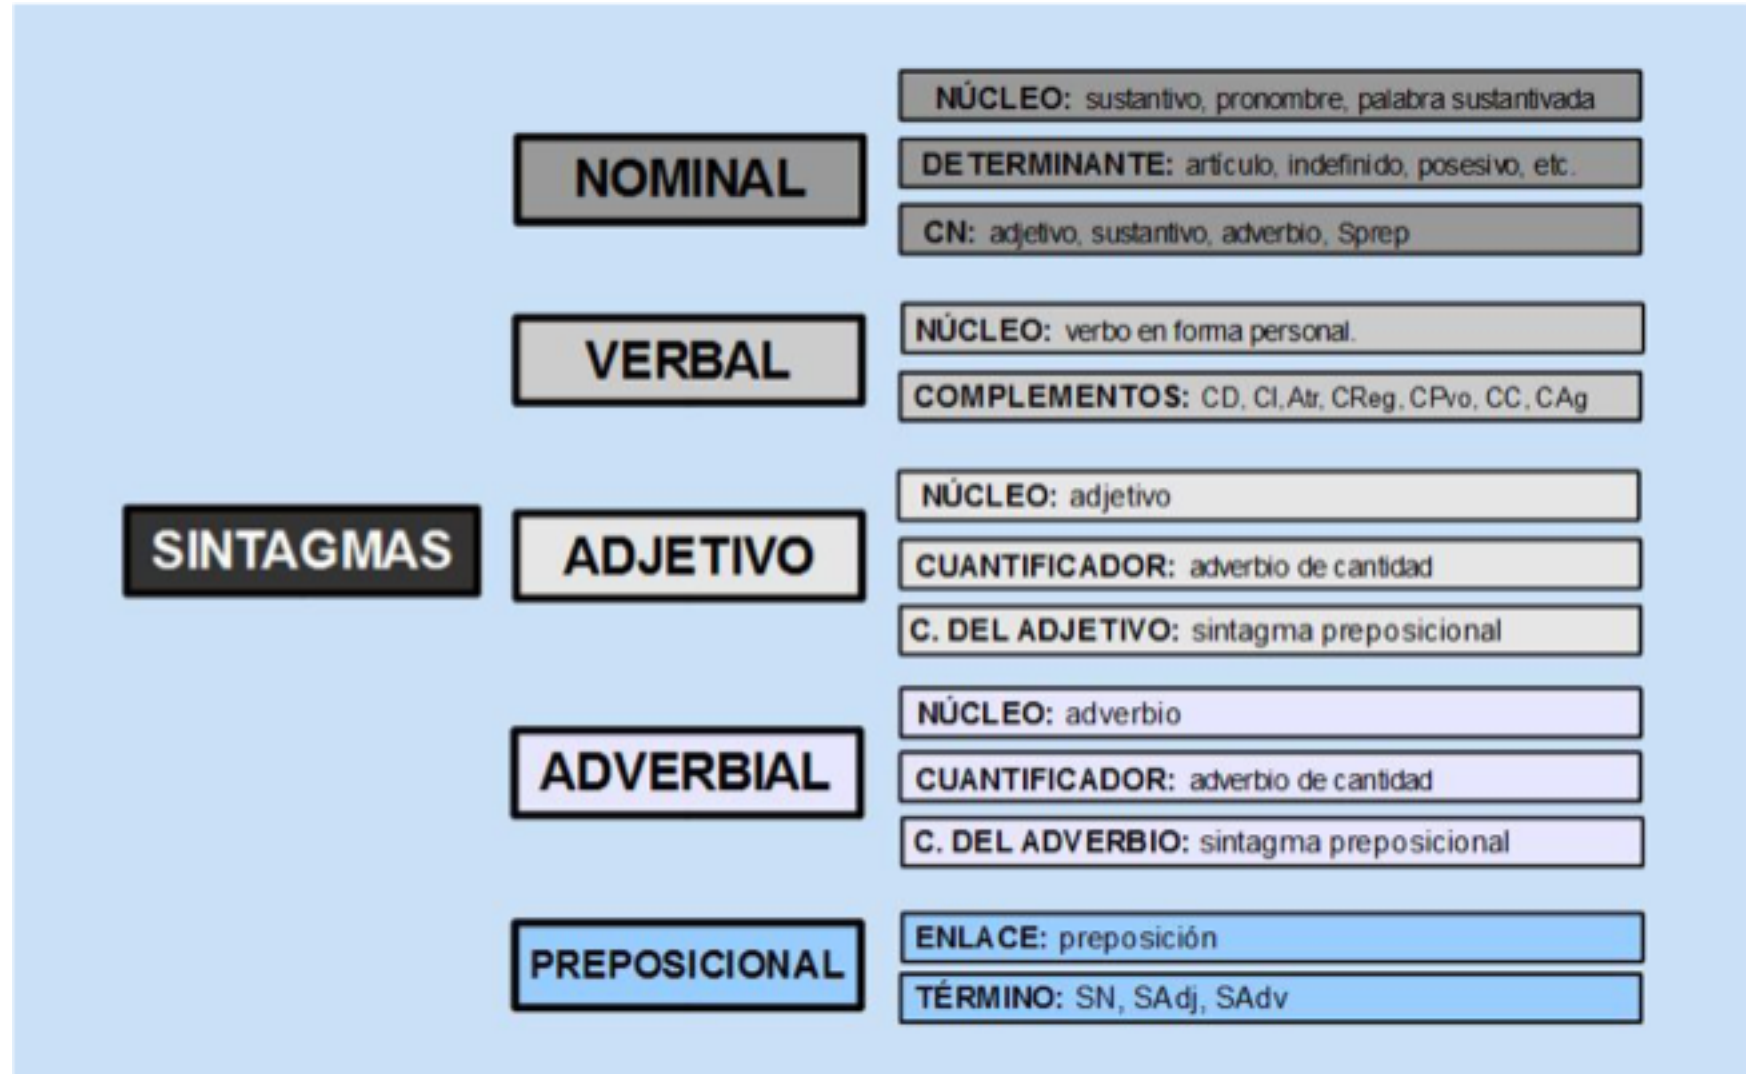 SINTAGMAS
NOMINAL
NÚCLEO: sustantivo, pronombre, palabra sustantivada
DETERMINANTE: artículo, indefinido, posesivo, etc.
CN: adjetivo, sustantivo, adverbio, Sprep
VERBAL
NÚCLEO: verbo en forma personal.
COMPLEMENTOS: CD, CI, Atr, CReg, CPvo, CC, CAg
ADJETIVO
NÚCLEO: adjetivo
CUANTIFICADOR: adverbio de cantidad
C. DEL ADJETIVO: sintagma preposicional
ADVERBIAL
NÚCLEO: adverbio
CUANTIFICADOR: adverbio de cantidad
C. DEL ADVERBIO: sintagma preposicional
PREPOSICIONAL
ENLACE: preposición
TÉRMINO: SN, SAdj, SAdv